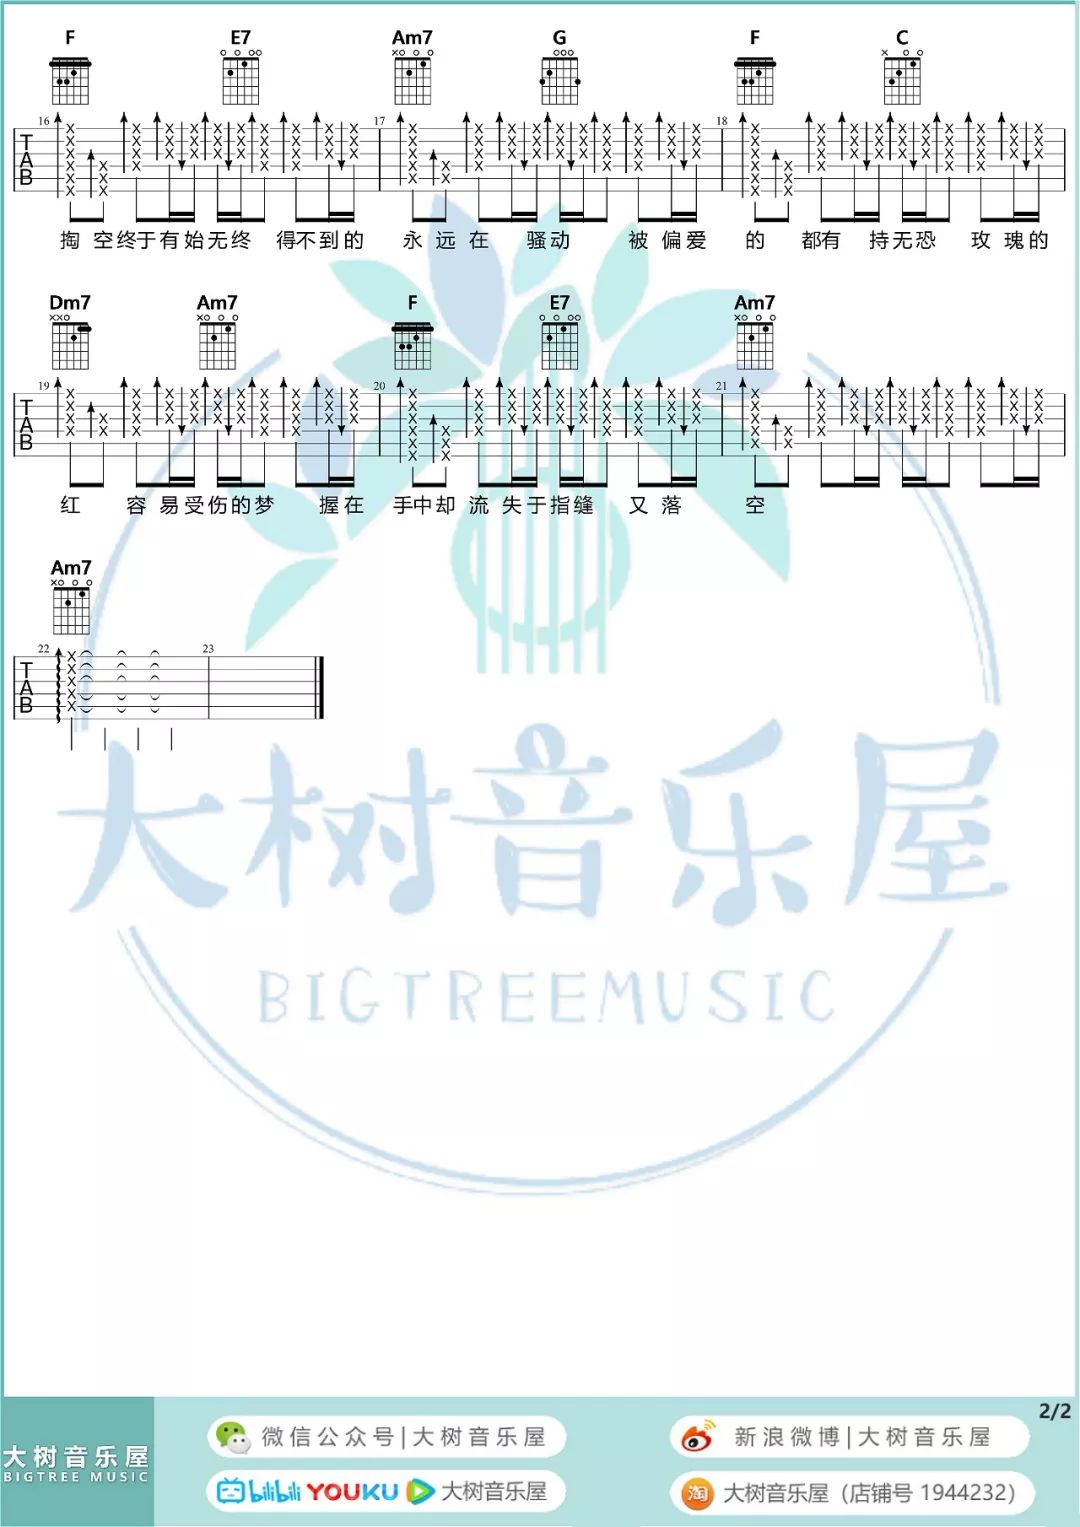 F E7 Am7 G F C
16 17 18
TAB
掏空终于有始无终 得不到的 永远在 骚动 被偏爱 的 都有 持无恐 玫瑰的
Dm7 Am7 F E7 Am7
19 20 21
TAB
红 容易受伤的梦 握在 手中却流失于指缝 又落 空
Am7
22 23
TAB
大树音乐屋
BIGTREEMUSIC
2/2
大树音乐屋
BIGTREE MUSIC
微信公众号|大树音乐屋
新浪微博|大树音乐屋
bilibili YOUKU 大树音乐屋
淘 大树音乐屋（店铺号 1944232）